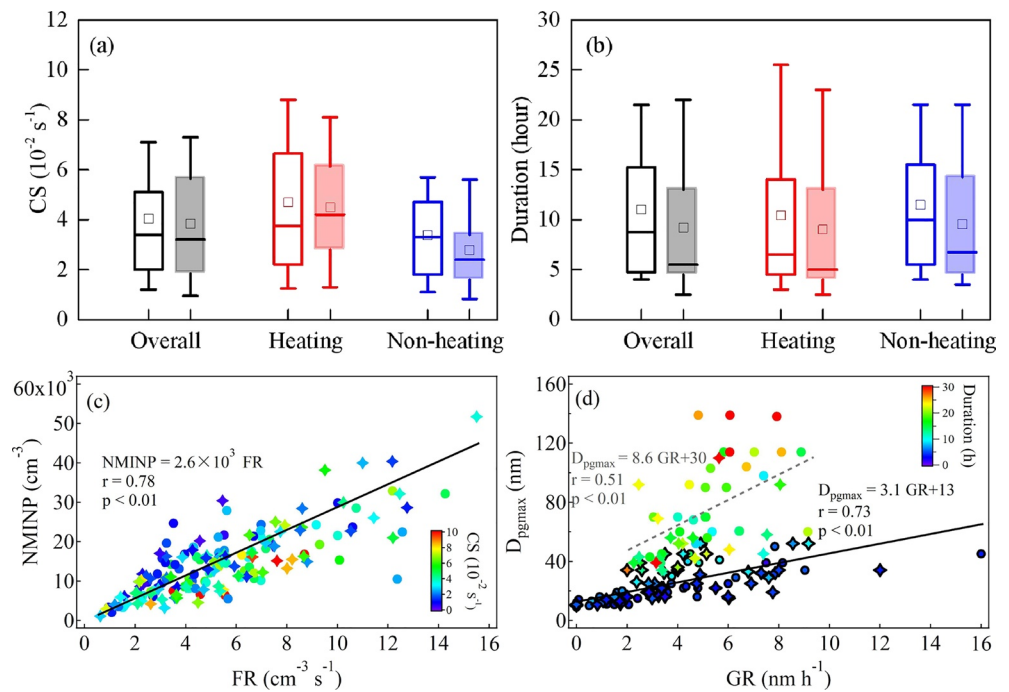 (a)
CS (10⁻² s⁻¹)
12
10
8
6
4
2
0
Overall
Heating
Non-heating
(b)
Duration (hour)
30
25
20
15
10
5
0
Overall
Heating
Non-heating
(c)
NMINP (cm⁻³)
60x10³
50
40
30
20
10
0
NMINP = 2.6×10³ FR
r = 0.78
p < 0.01
CS (10⁻² s⁻¹)
10
8
6
4
2
0
0 2 4 6 8 10 12 14 16
FR (cm⁻³ s⁻¹)
(d)
Dpgmax (nm)
160
120
80
40
0
Dpgmax = 8.6 GR+30
r = 0.51
p < 0.01
Dpgmax = 3.1 GR+13
r = 0.73
p < 0.01
Duration (h)
30
20
10
0
0 2 4 6 8 10 12 14 16
GR (nm h⁻¹)